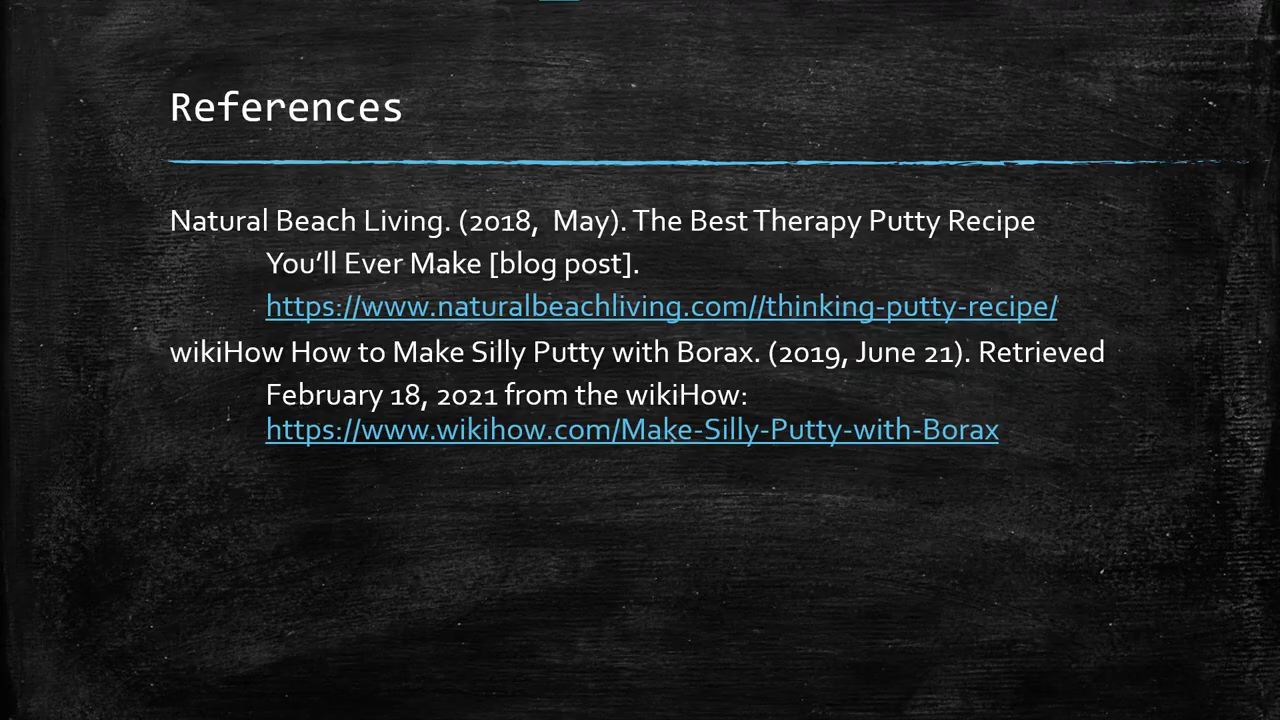 References
Natural Beach Living. (2018,  May). The Best Therapy Putty Recipe
You’ll Ever Make [blog post].
https://www.naturalbeachliving.com//thinking-putty-recipe/
wikiHow How to Make Silly Putty with Borax. (2019, June 21). Retrieved
February 18, 2021 from the wikiHow:
https://www.wikihow.com/Make-Silly-Putty-with-Borax